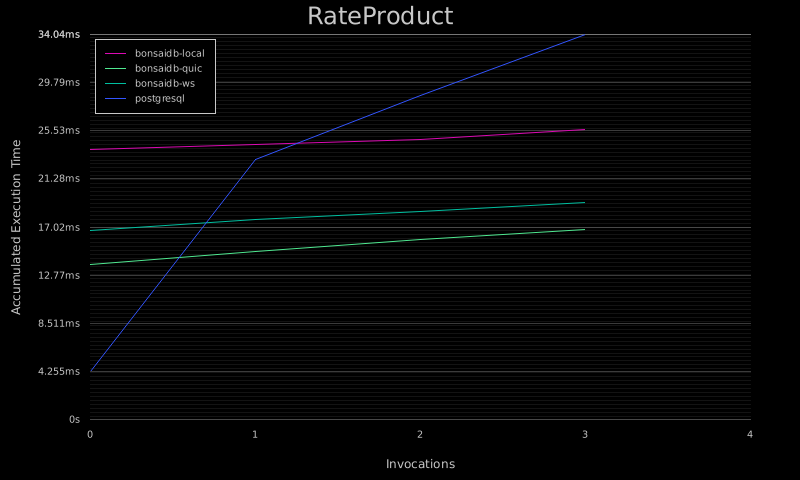 RateProduct
34.04ms
29.79ms
25.53ms
21.28ms
17.02ms
12.77ms
8.511ms
4.255ms
0s
bonsaidb-local
bonsaidb-quic
bonsaidb-ws
postgresql
Accumulated Execution Time
0 1 2 3 4
Invocations